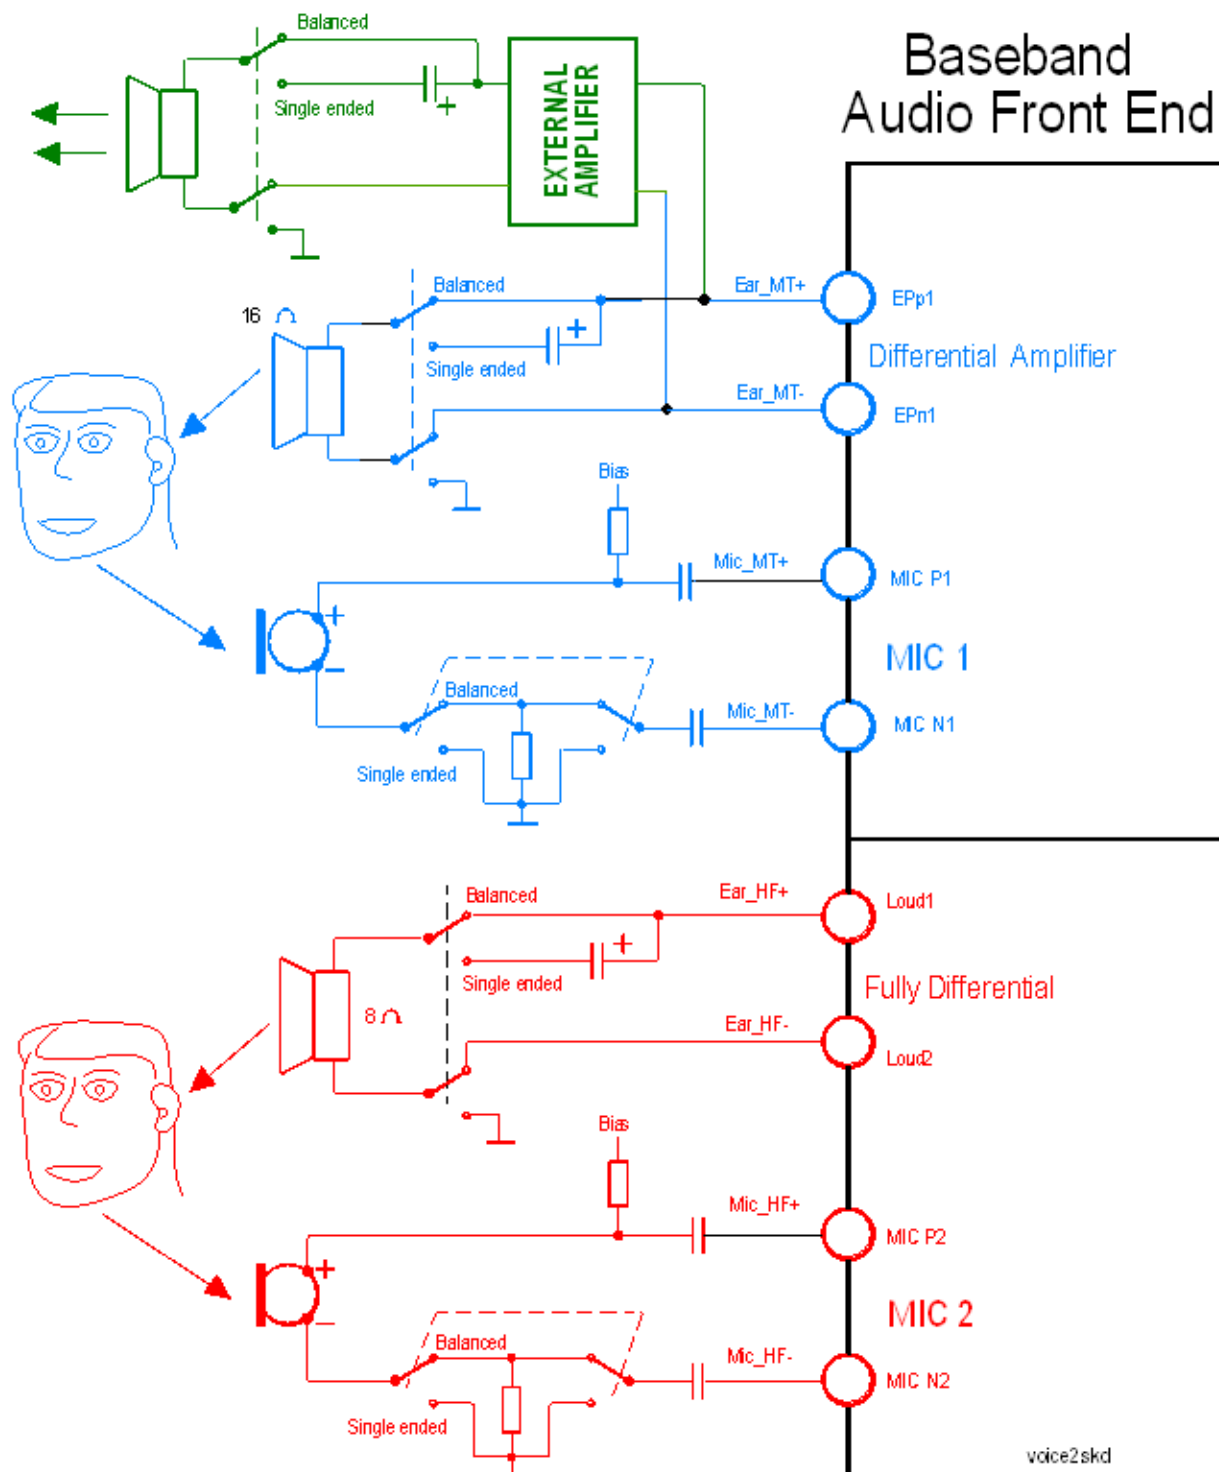 Balanced
Baseband
Audio Front End
Single ended
EXTERNAL
AMPLIFIER
Balanced
Ear_MT+
EPp1
16
+
Single ended
Differential Amplifier
Ear_MT-
EPn1
Bias
Mic_MT+
MIC P1
+
MIC 1
Balanced
Mic_MT-
MIC N1
Single ended
Balanced
Ear_HF+
Loud1
+
Single ended
Fully Differential
8
Ear_HF-
Loud2
Bias
Mic_HF+
MIC P2
+
MIC 2
Balanced
Mic_HF-
MIC N2
Single ended
voice2skd